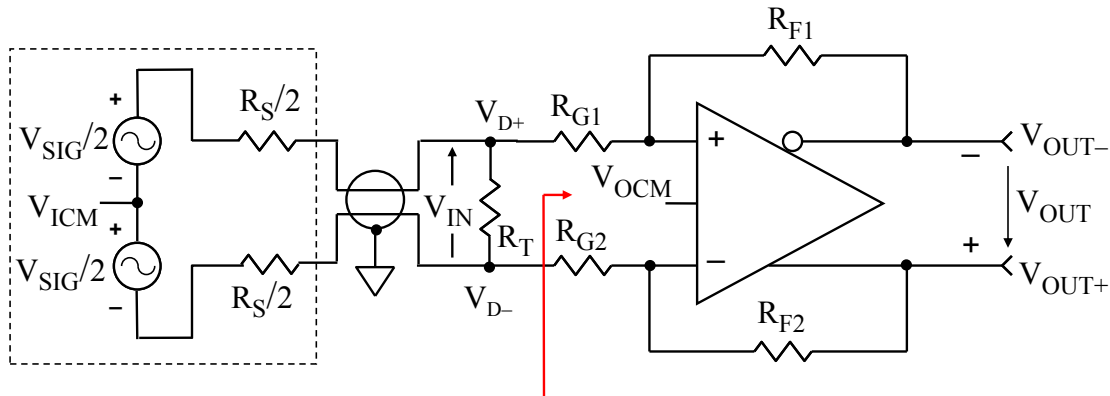 R_F1
R_S/2
V_D+
R_G1
+
V_SIG/2
–
+
V_OUT–
–
V_OCM
V_ICM
V_IN
V_OUT
R_T
R_G2
+
V_SIG/2
–
–
+
V_OUT+
R_S/2
V_D–
R_F2